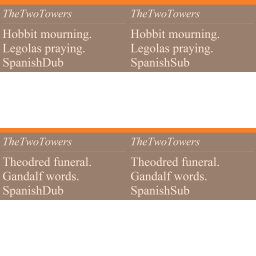 TheTwoTowers
Hobbit mourning.
Legolas praying.
SpanishDub
TheTwoTowers
Hobbit mourning.
Legolas praying.
SpanishSub
TheTwoTowers
Theodred funeral.
Gandalf words.
SpanishDub
TheTwoTowers
Theodred funeral.
Gandalf words.
SpanishSub